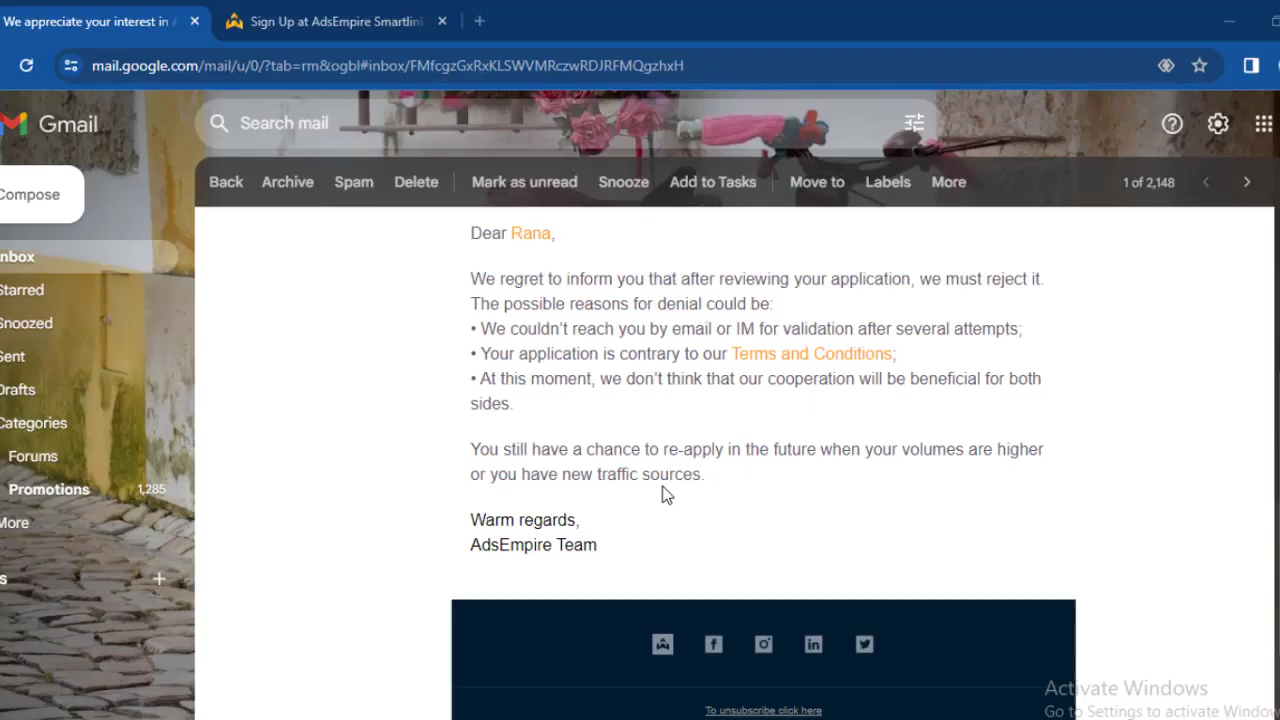 We appreciate your interest in
Sign Up at AdsEmpire Smartlin
mail.google.com/mail/u/0/?tab=rm&ogbl#inbox/FMfcgzGxRxKLSWVMRczwRDJRFMQgzhxH
Gmail
Search mail
Compose
Back Archive Spam Delete Mark as unread Snooze Add to Tasks Move to Labels More 1 of 2,148
nbox
Starred
Snoozed
Sent
Drafts
Categories
Forums
Promotions 1,285
More
s
Dear Rana,
We regret to inform you that after reviewing your application, we must reject it.
The possible reasons for denial could be:
• We couldn’t reach you by email or IM for validation after several attempts;
• Your application is contrary to our Terms and Conditions;
• At this moment, we don’t think that our cooperation will be beneficial for both
sides.
You still have a chance to re-apply in the future when your volumes are higher
or you have new traffic sources.
Warm regards,
AdsEmpire Team
To unsubscribe click here
Activate Windows
Go to Settings to activate Window